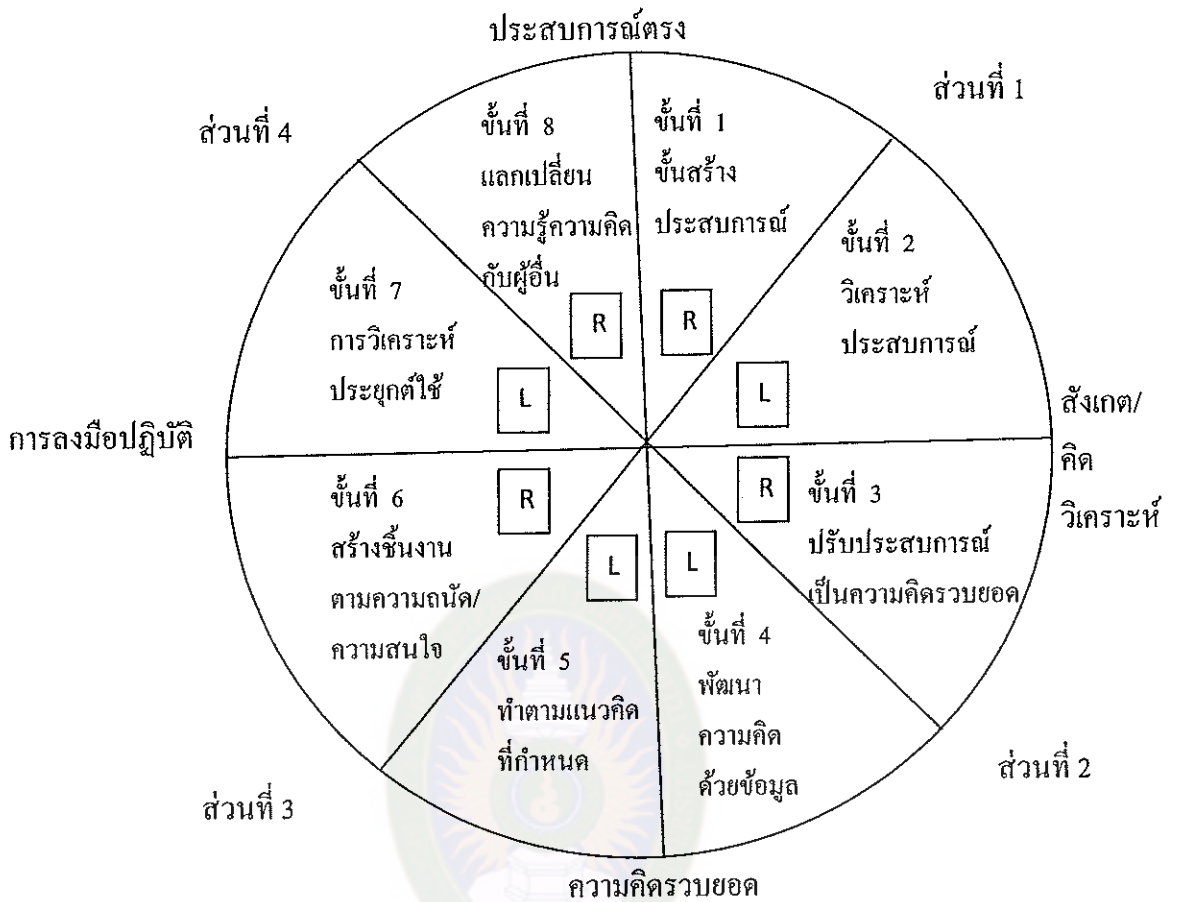 ประสบการณ์ตรง
ส่วนที่ 1
ส่วนที่ 4
ขั้นที่ 8
แลกเปลี่ยน
ความรู้ความคิด
กับผู้อื่น
R
ขั้นที่ 1
ขั้นสร้าง
ประสบการณ์
R
ขั้นที่ 2
วิเคราะห์
ประสบการณ์
L
ขั้นที่ 7
การวิเคราะห์
ประยุกต์ใช้
L
การลงมือปฏิบัติ
สังเกต/
คิด
วิเคราะห์
ขั้นที่ 6
สร้างชิ้นงาน
ตามความถนัด/
ความสนใจ
R
R
ขั้นที่ 3
ปรับประสบการณ์
เป็นความคิดรวบยอด
L
ขั้นที่ 5
ทำตามแนวคิด
ที่กำหนด
L
ขั้นที่ 4
พัฒนา
ความคิด
ด้วยข้อมูล
ส่วนที่ 3
ส่วนที่ 2
ความคิดรวบยอด